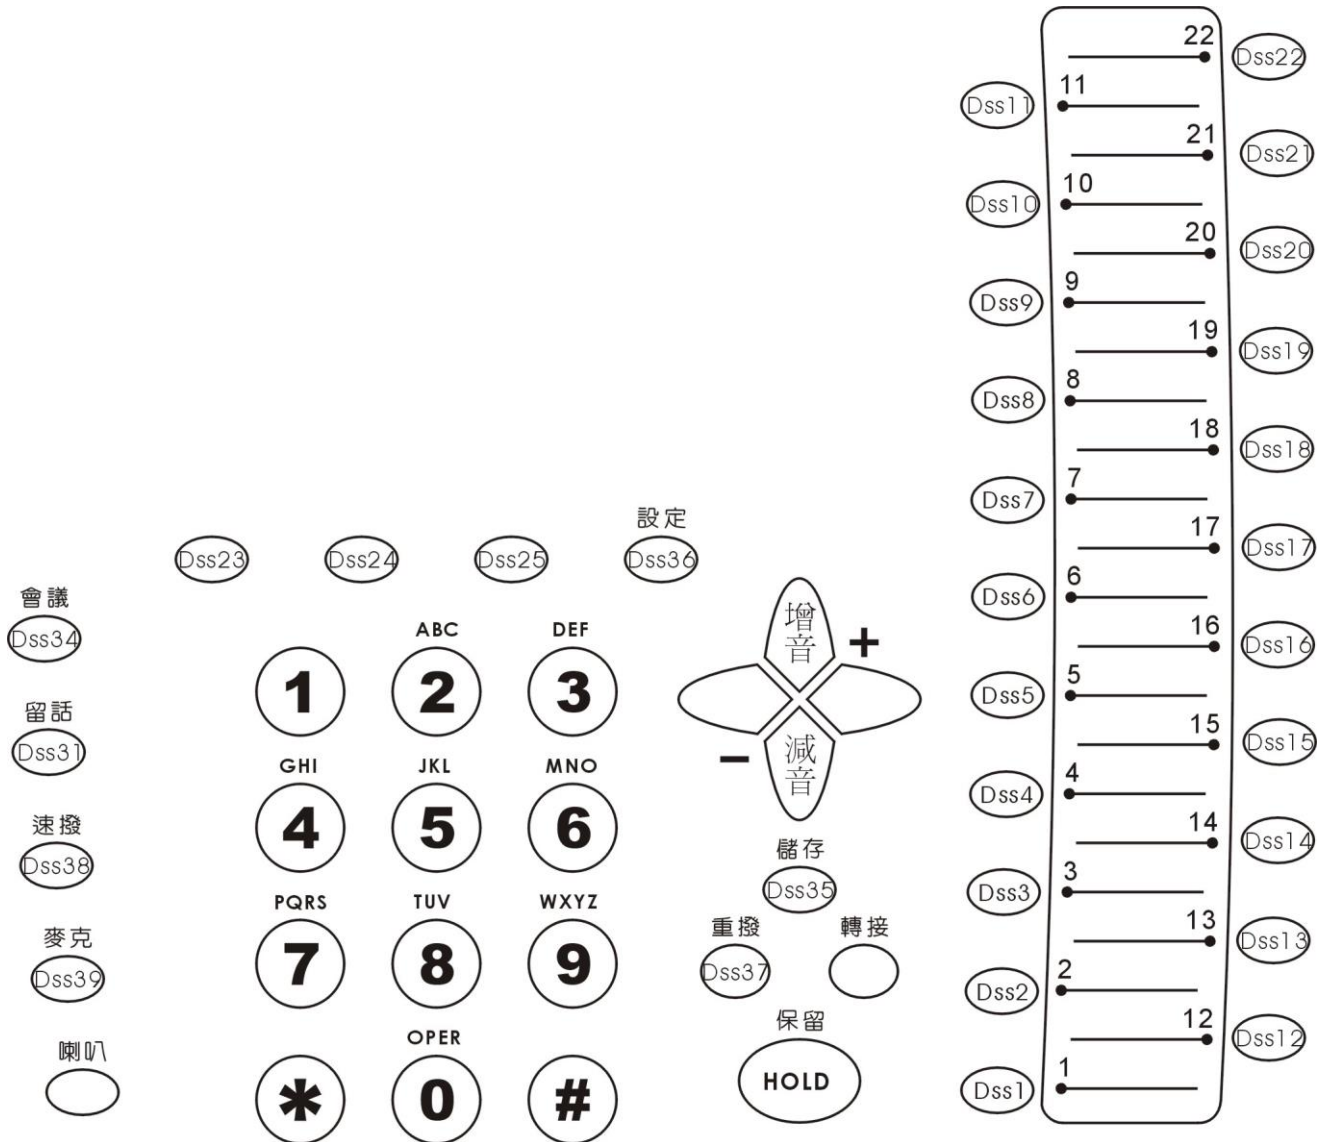 22
Dss22
11
Dss11
21
Dss21
10
Dss10
20
Dss20
9
Dss9
19
Dss19
8
Dss8
18
Dss18
7
Dss7
17
Dss17
6
Dss6
16
Dss16
5
Dss5
15
Dss15
4
Dss4
14
Dss14
3
Dss3
13
Dss13
2
Dss2
12
Dss12
1
Dss1
設定
Dss23 Dss24 Dss25 Dss36
會議
Dss34
留話
Dss31
速撥
Dss38
麥克
Dss39
喇叭
ABC DEF
1 2 3
GHI JKL MNO
4 5 6
PQRS TUV WXYZ
7 8 9
OPER
* 0 #
增音 +
− 減音
儲存
Dss35
重撥 轉接
Dss37
保留
HOLD